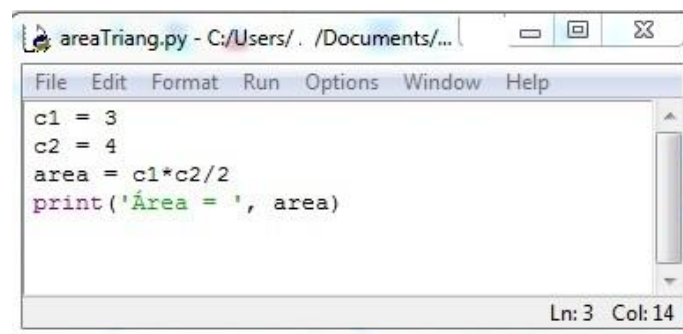 areaTriang.py - C:/Users/ . /Documents/...
File Edit Format Run Options Window Help
c1 = 3
c2 = 4
area = c1*c2/2
print('Área = ', area)
Ln: 3 Col: 14